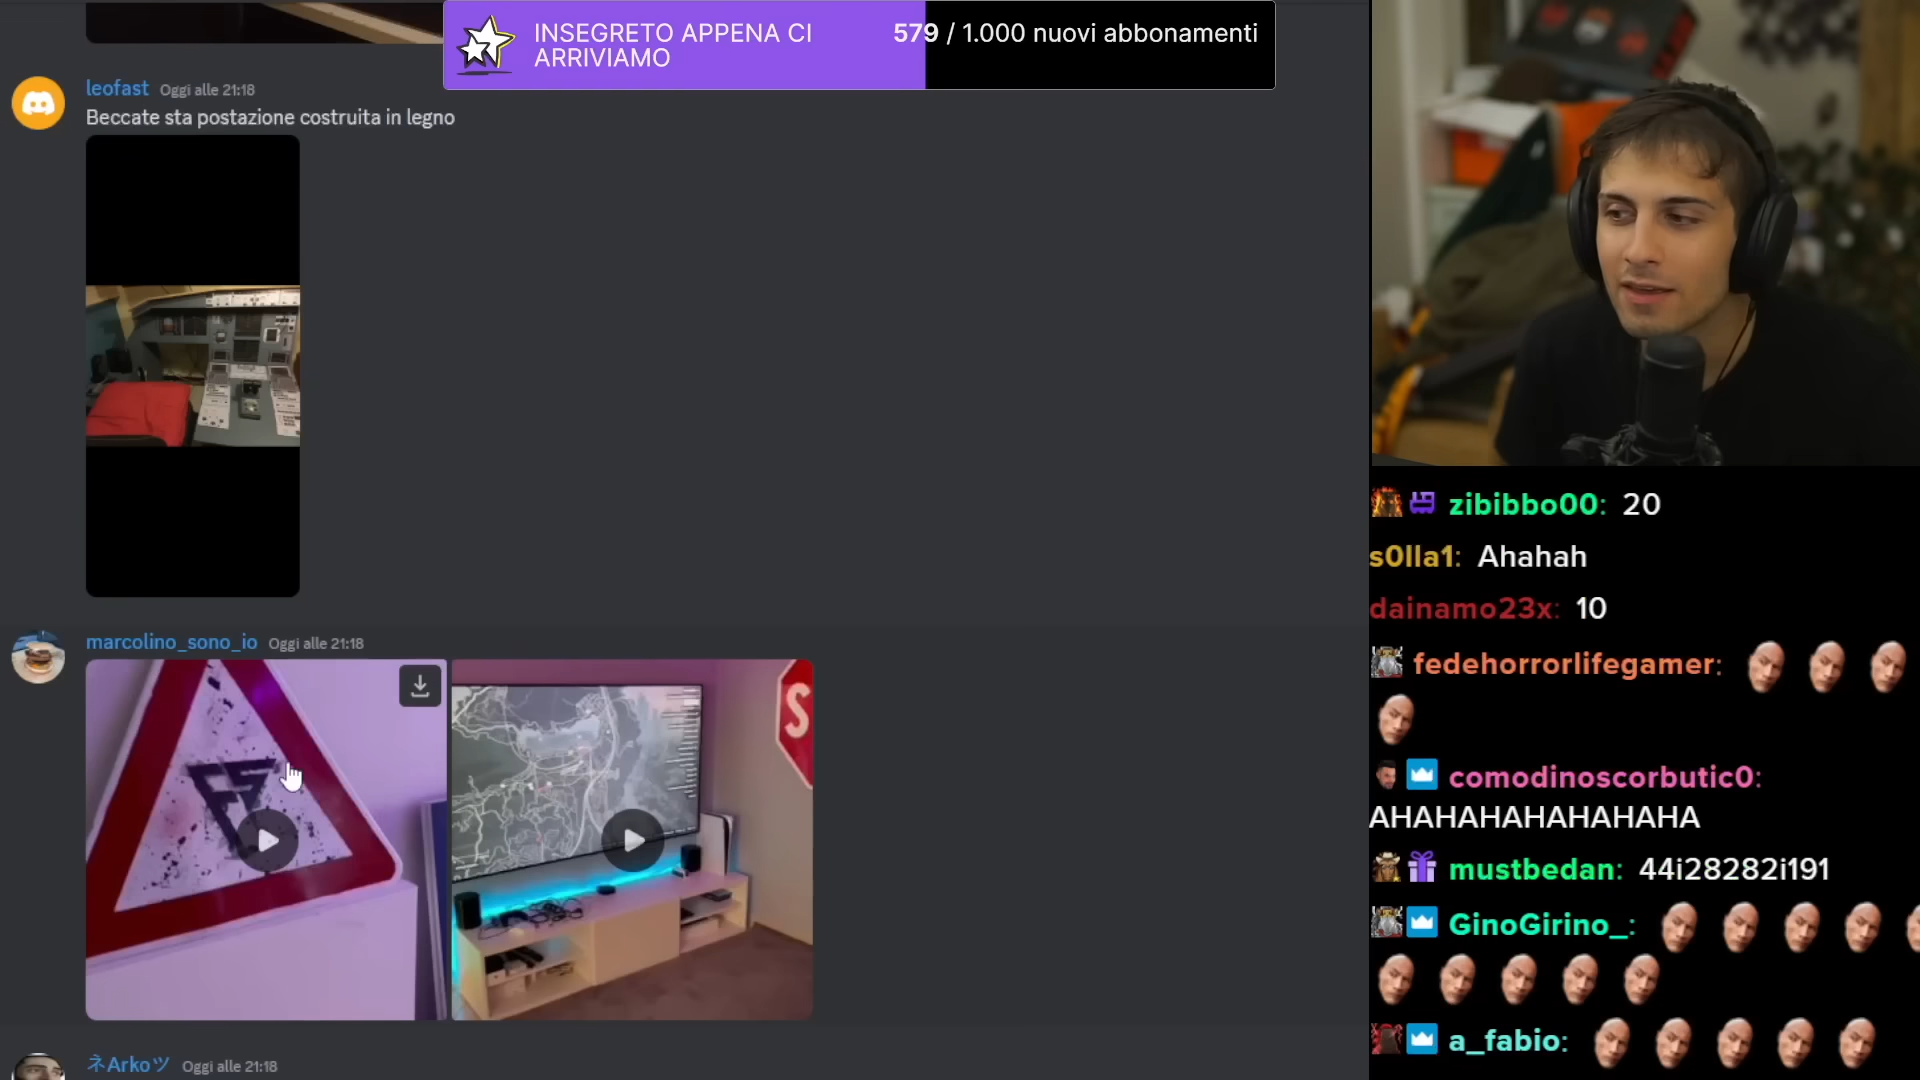 INSEGRETO APPENA CI
ARRIVIAMO
579 / 1.000 nuovi abbonamenti
leofast Oggi alle 21:18
Beccate sta postazione costruita in legno
marcolino_sono_io Oggi alle 21:18
S
ネArkoツ Oggi alle 21:18
zibibbo00: 20
s0lla1: Ahahah
dainamo23x: 10
fedehorrorlifegamer:
comodinoscorbutic0:
AHAHAHAHAHAHAHA
mustbedan: 44i28282i191
GinoGirino_:
a_fabio: